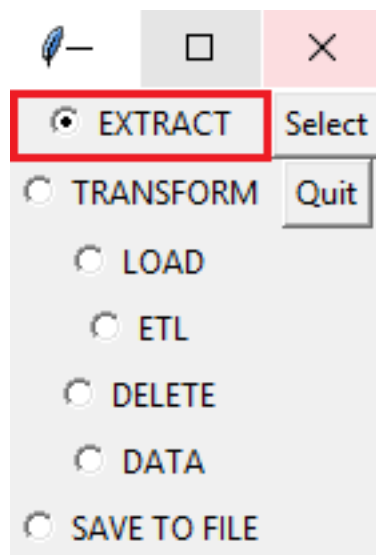 EXTRACT Select
TRANSFORM Quit
LOAD
ETL
DELETE
DATA
SAVE TO FILE